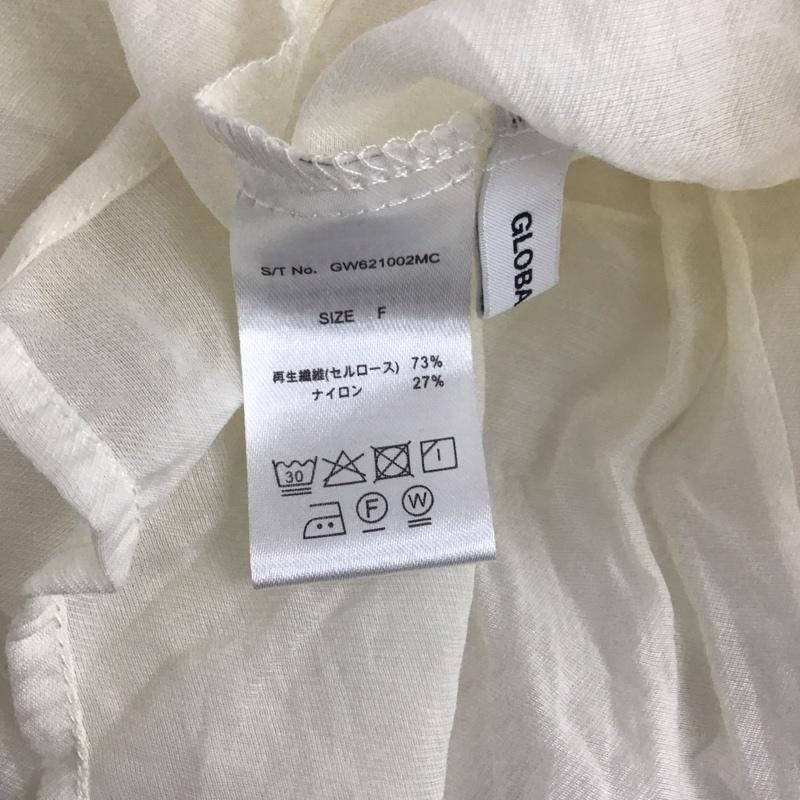 S/T No. GW621002MC
SIZE F
再生繊維(セルロース) 73%
ナイロン 27%
30
F W
GLOBA